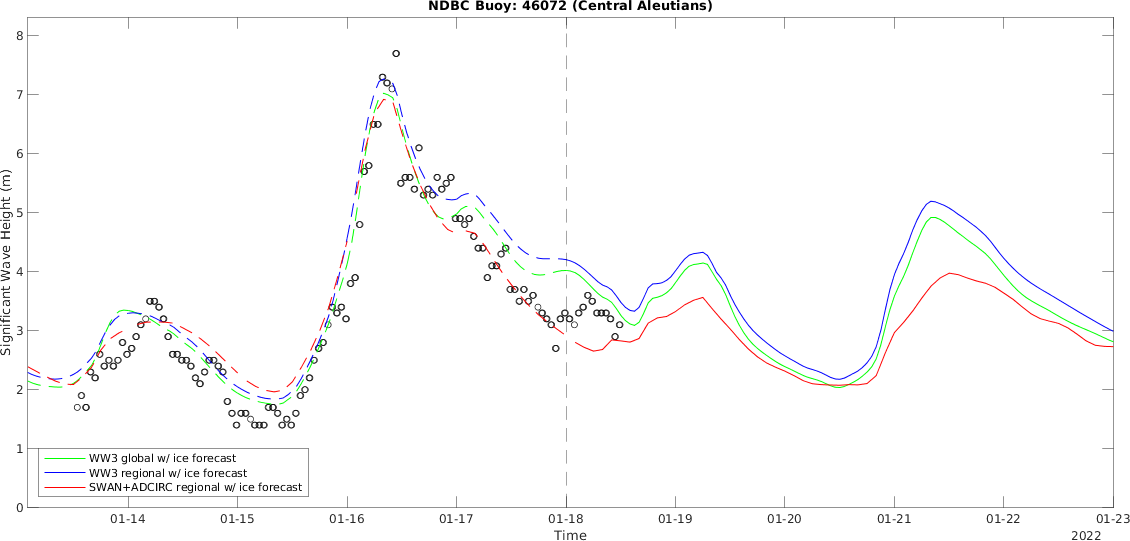 NDBC Buoy: 46072 (Central Aleutians)
Significant Wave Height (m)
8
7
6
5
4
3
2
1
0
WW3 global w/ ice forecast
WW3 regional w/ ice forecast
SWAN+ADCIRC regional w/ ice forecast
01-14 01-15 01-16 01-17 01-18 01-19 01-20 01-21 01-22 01-23
Time
2022